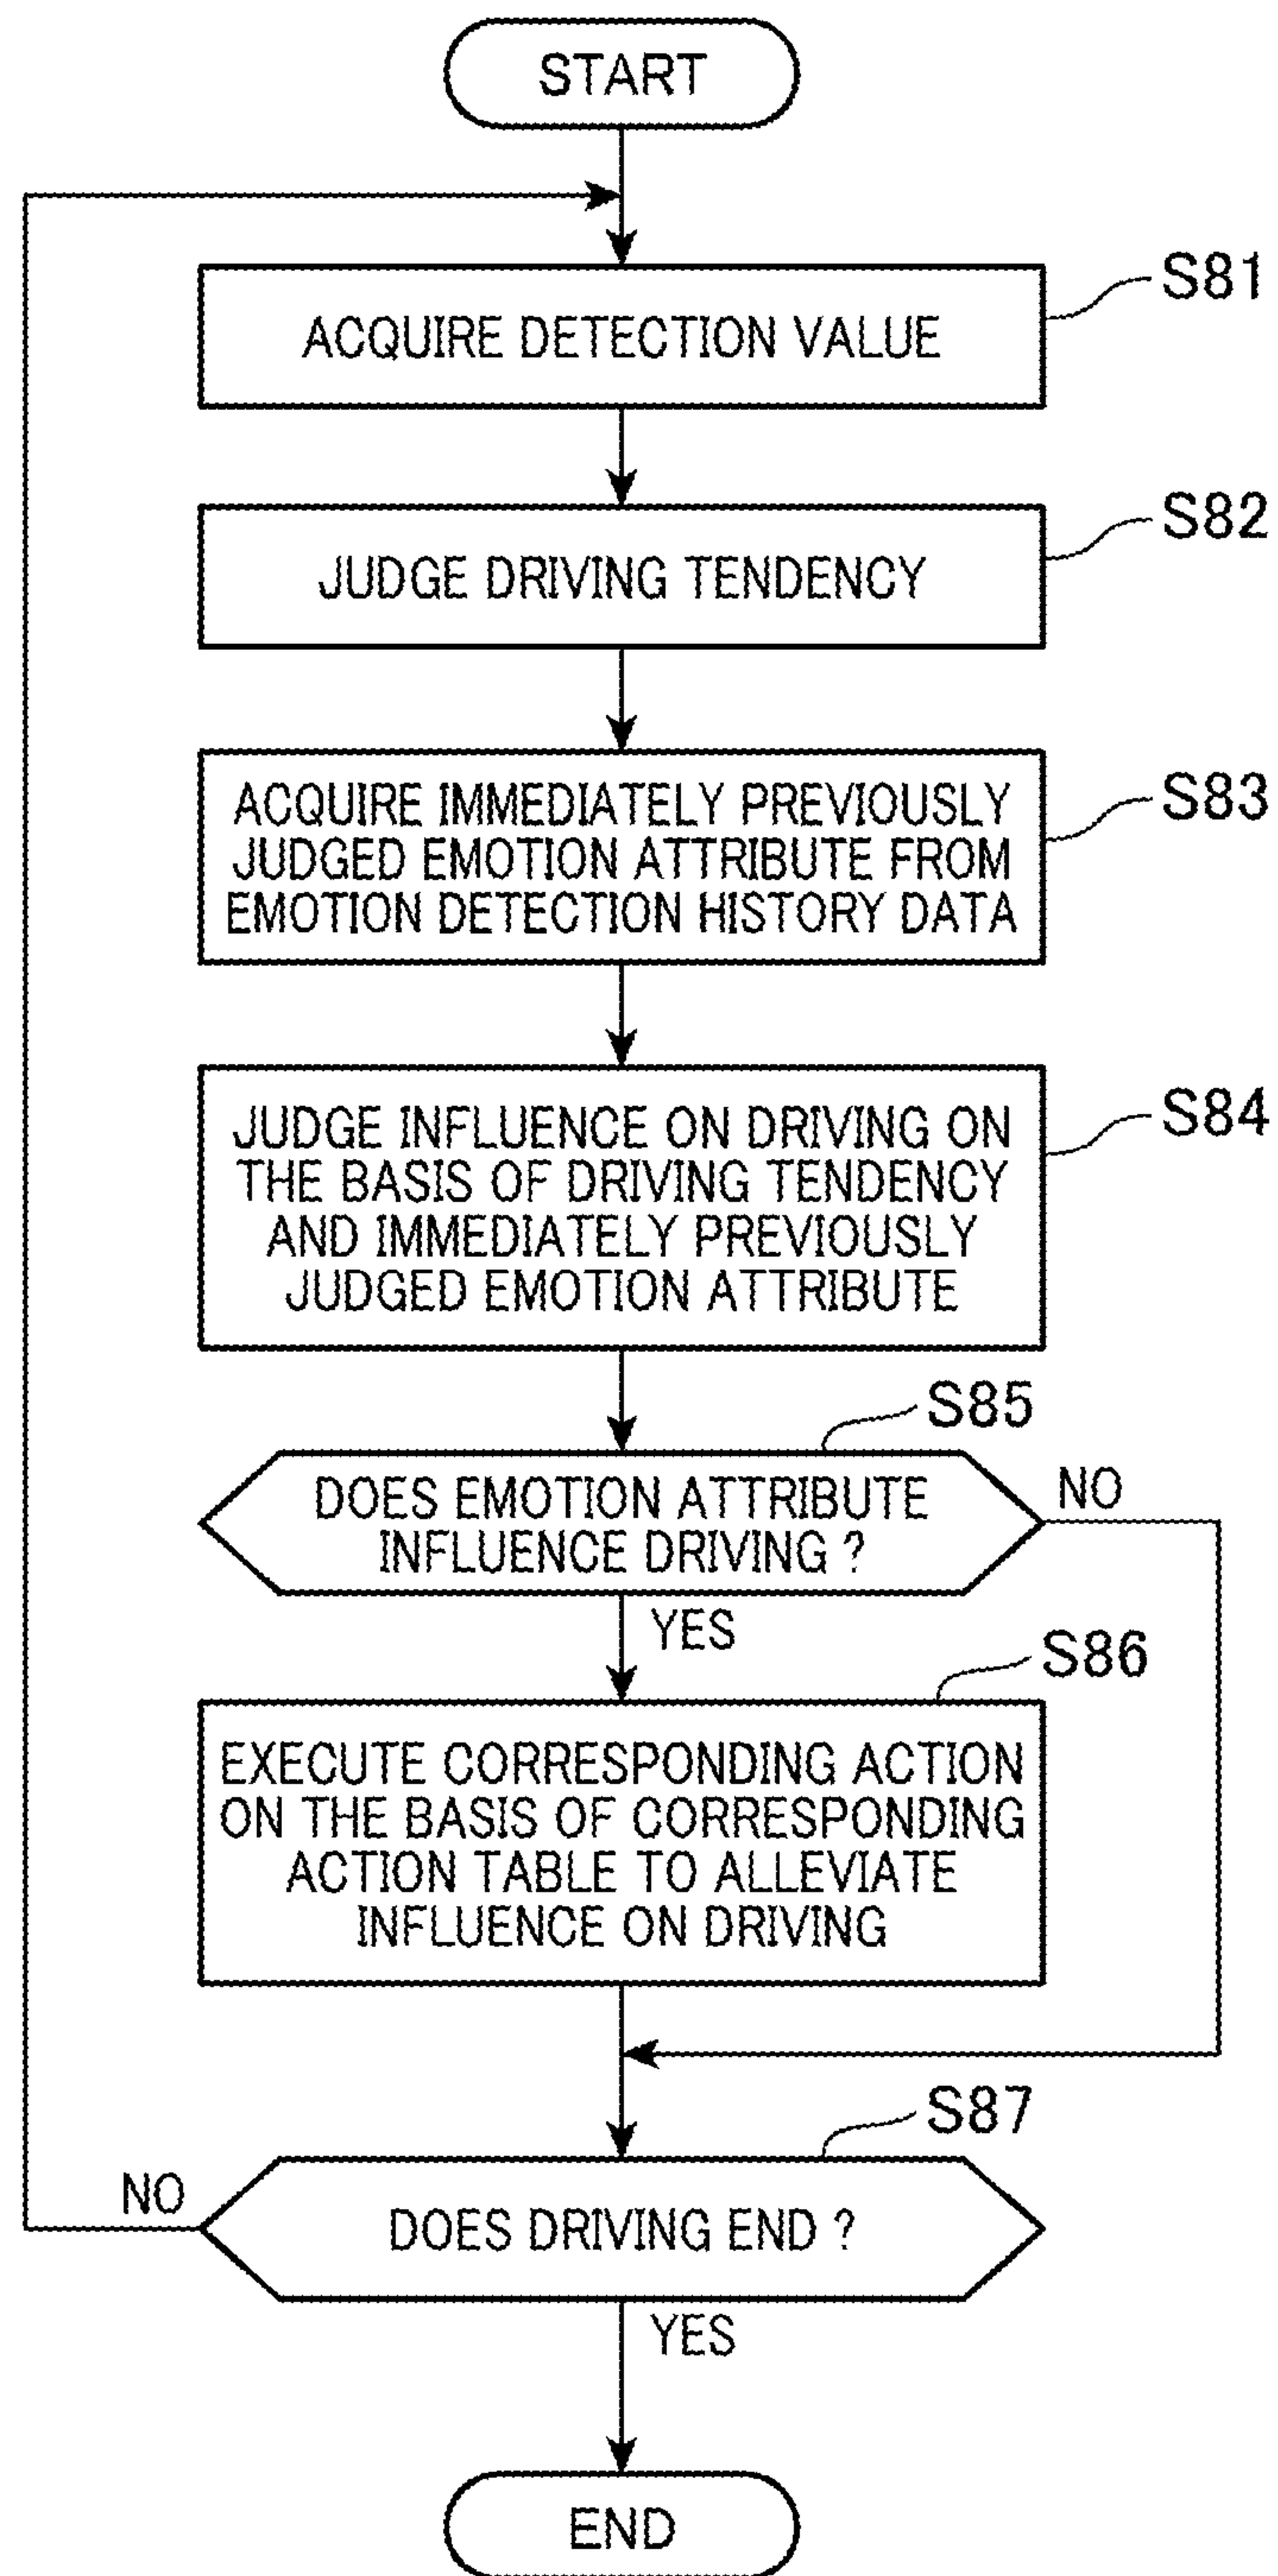 START
S81
ACQUIRE DETECTION VALUE
S82
JUDGE DRIVING TENDENCY
S83
ACQUIRE IMMEDIATELY PREVIOUSLY
JUDGED EMOTION ATTRIBUTE FROM
EMOTION DETECTION HISTORY DATA
S84
JUDGE INFLUENCE ON DRIVING ON
THE BASIS OF DRIVING TENDENCY
AND IMMEDIATELY PREVIOUSLY
JUDGED EMOTION ATTRIBUTE
S85
DOES EMOTION ATTRIBUTE
INFLUENCE DRIVING ?
NO
YES
S86
EXECUTE CORRESPONDING ACTION
ON THE BASIS OF CORRESPONDING
ACTION TABLE TO ALLEVIATE
INFLUENCE ON DRIVING
S87
NO
DOES DRIVING END ?
YES
END